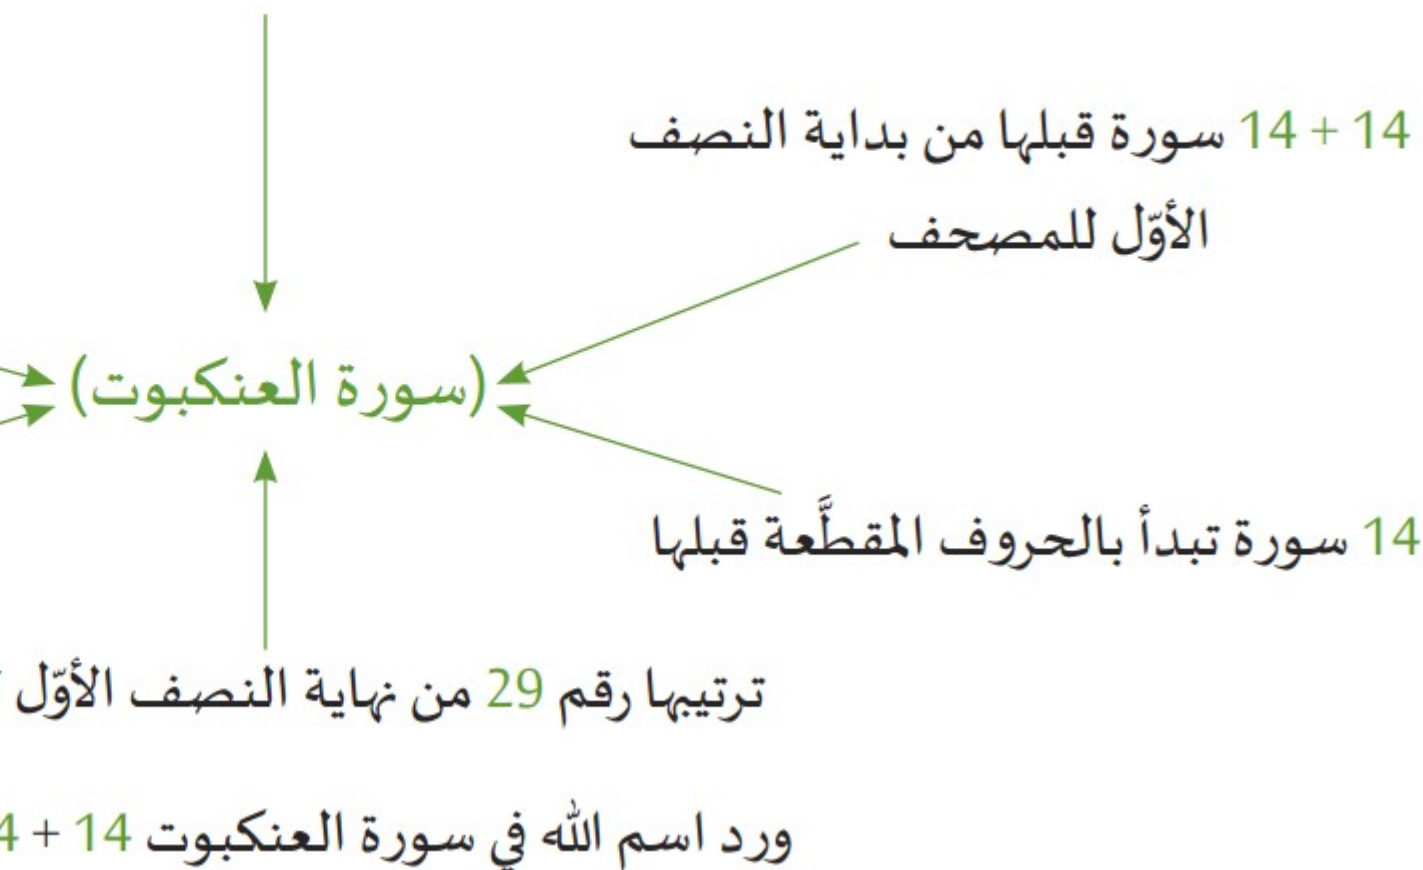 14 + 14 سورة قبلها من بداية النصف
الأوّل للمصحف
(سورة العنكبوت)
14 سورة تبدأ بالحروف المقطَّعة قبلها
ترتيبها رقم 29 من نهاية النصف الأوّل
ورد اسم الله في سورة العنكبوت 14 + 4